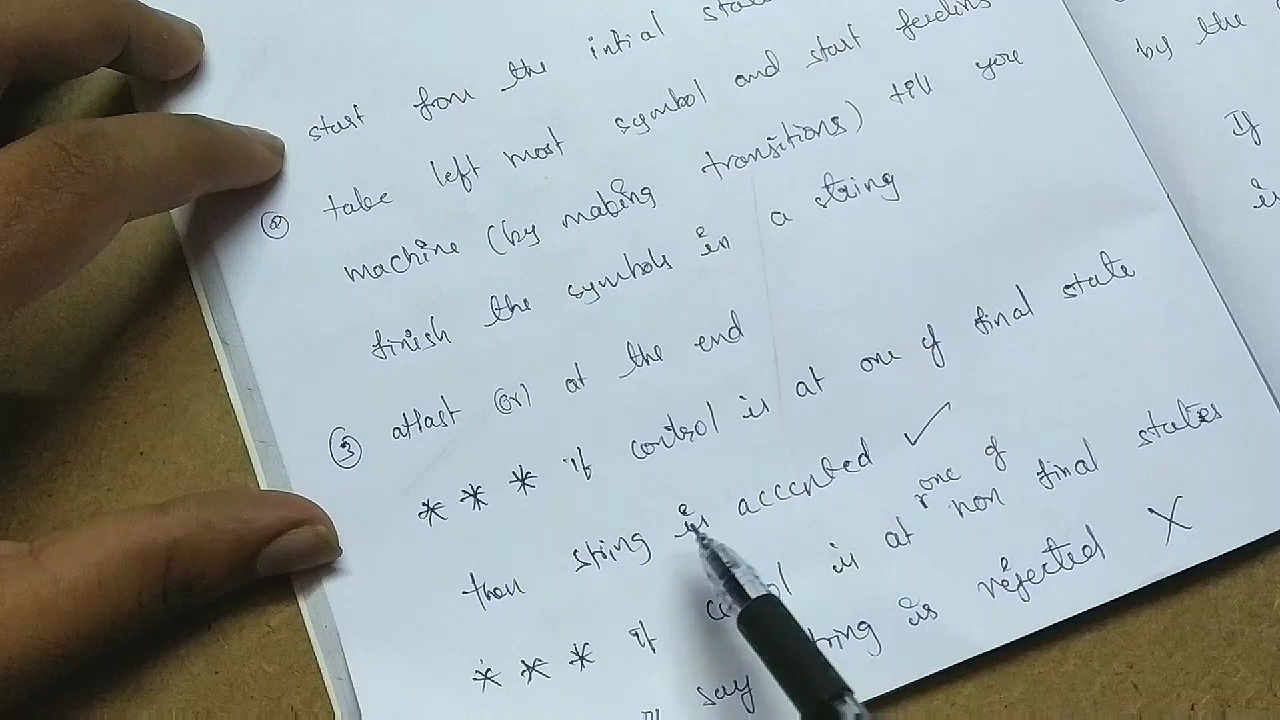 start from the intial state
② take left most symbol and start feeding
machine (by making transitions) till you
finish the symbols in a string
③ atlast (or) at the end
*** if control is at one of final state
then string is accepted ✓
*** if control is at one of non final states
say string is rejected X
by the
If
is